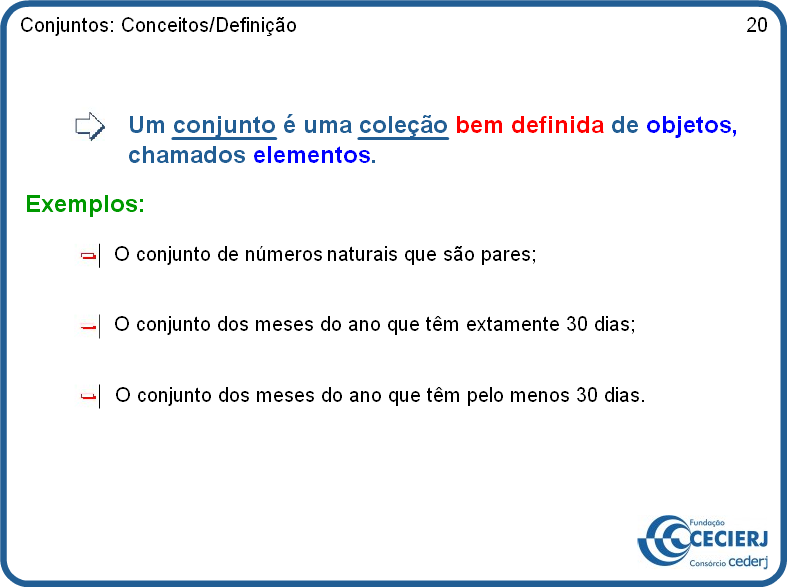 Conjuntos: Conceitos/Definição 20
Um conjunto é uma coleção bem definida de objetos,
chamados elementos.
Exemplos:
O conjunto de números naturais que são pares;
O conjunto dos meses do ano que têm extamente 30 dias;
O conjunto dos meses do ano que têm pelo menos 30 dias.
Fundação
CECIERJ
Consórcio cederj